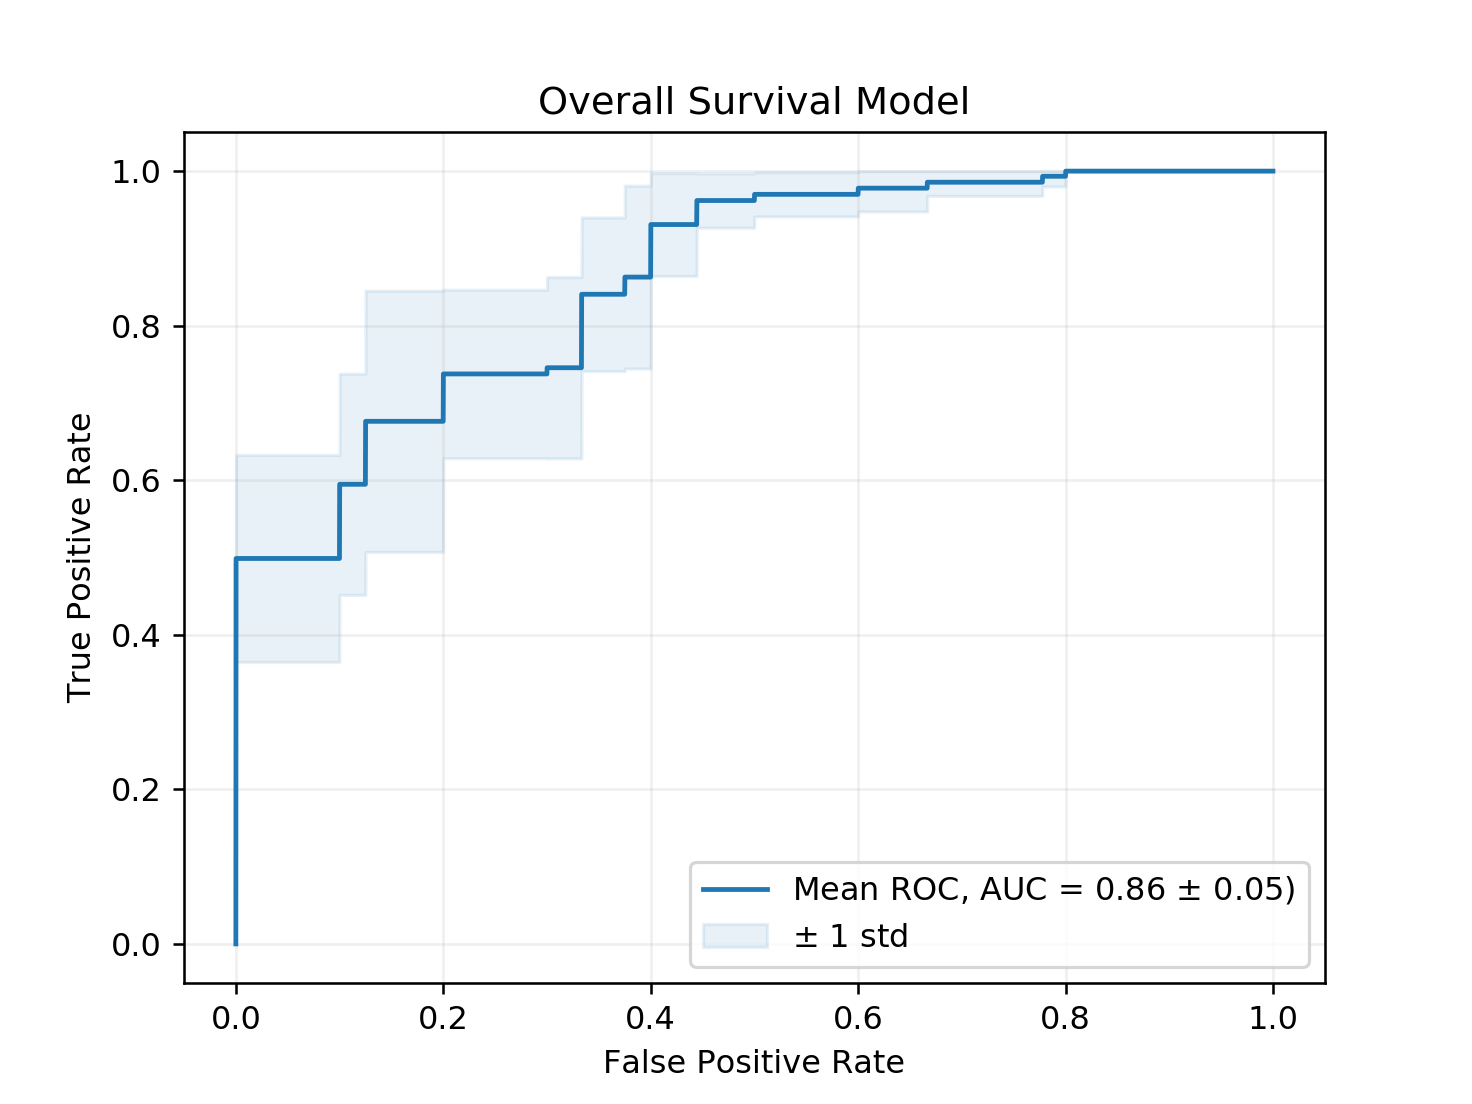 Overall Survival Model
True Positive Rate
1.0
0.8
0.6
0.4
0.2
0.0
Mean ROC, AUC = 0.86 ± 0.05)
± 1 std
0.0 0.2 0.4 0.6 0.8 1.0
False Positive Rate